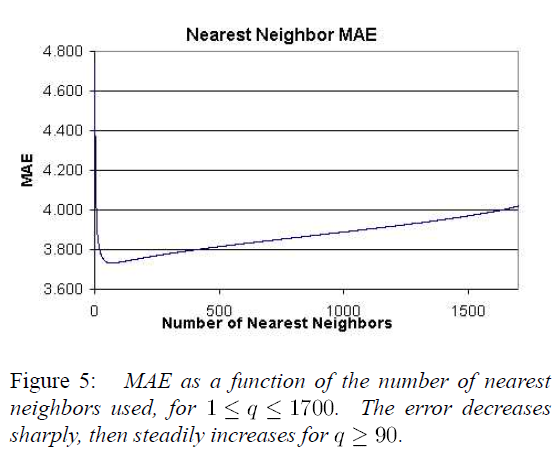 Nearest Neighbor MAE
4.800
4.600
4.400
4.200
4.000
3.800
3.600
MAE
0 500 1000 1500
Number of Nearest Neighbors
Figure 5: MAE as a function of the number of nearest
neighbors used, for 1 ≤ q ≤ 1700. The error decreases
sharply, then steadily increases for q ≥ 90.